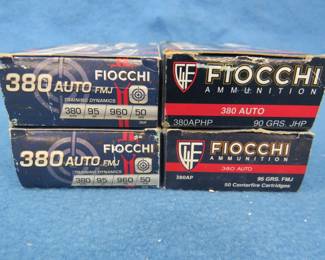 380 AUTO FMJ
FIOCCHI
TRAINING DYNAMICS
380 95 960 50
FIOCCHI
AMMUNITION
380 AUTO
380APHP 90 GRS. JHP
380 AUTO FMJ
FIOCCHI
TRAINING DYNAMICS
380 95 960 50
FIOCCHI
AMMUNITION
380 AUTO
380AP 95 GRS. FMJ
50 Centerfire Cartridges